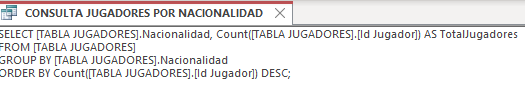 CONSULTA JUGADORES POR NACIONALIDAD
SELECT [TABLA JUGADORES].Nacionalidad, Count([TABLA JUGADORES].[Id Jugador]) AS TotalJugadores
FROM [TABLA JUGADORES]
GROUP BY [TABLA JUGADORES].Nacionalidad
ORDER BY Count([TABLA JUGADORES].[Id Jugador]) DESC;